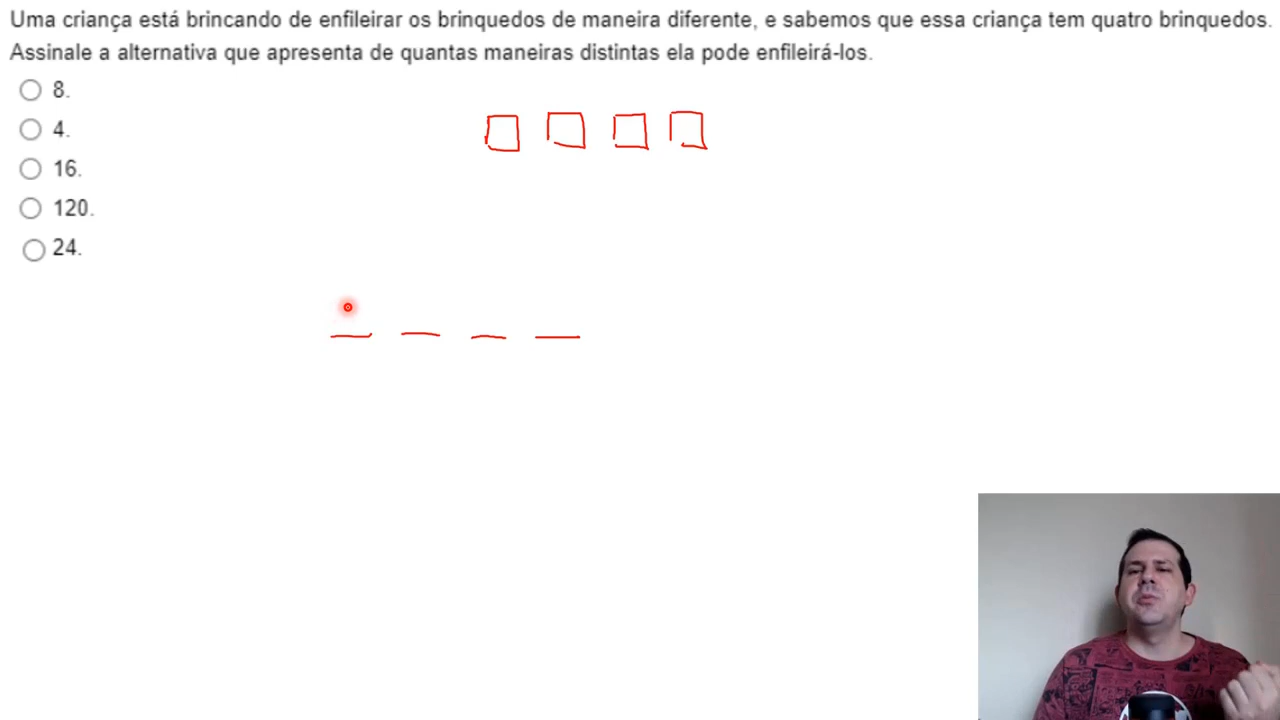 Uma criança está brincando de enfileirar os brinquedos de maneira diferente, e sabemos que essa criança tem quatro brinquedos.
Assinale a alternativa que apresenta de quantas maneiras distintas ela pode enfileirá-los.
8.
4.
16.
120.
24.